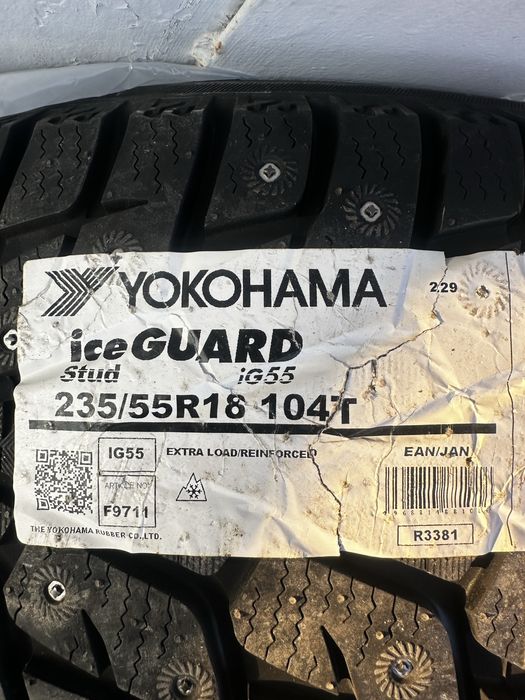 YOKOHAMA
229
iceGUARD
Stud iG55
235/55R18 104T
IG55
EXTRA LOAD/REINFORCED
EAN/JAN
ARTICLE NO.
F9711
R3381
THE YOKOHAMA RUBBER CO.,LTD.